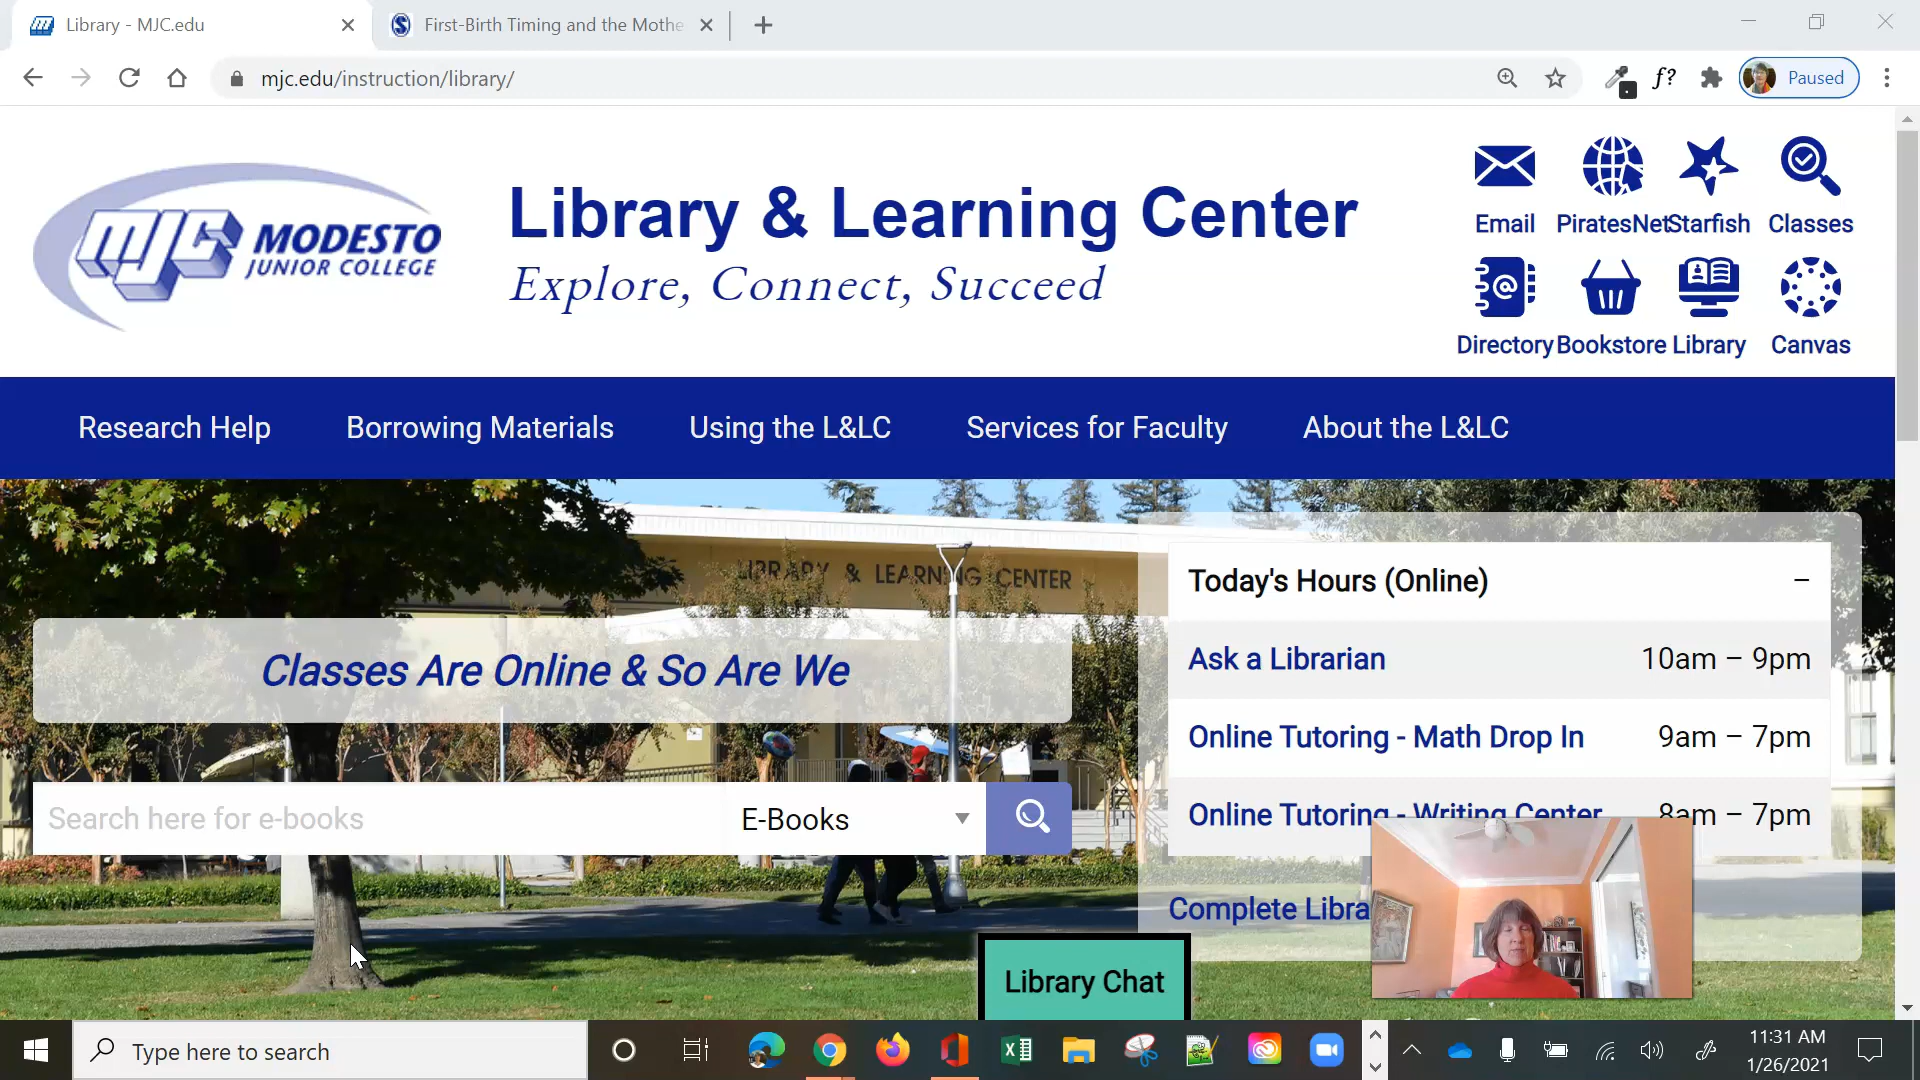 Library - MJC.edu
First-Birth Timing and the Mothe
mjc.edu/instruction/library/
Paused
MJC MODESTO
JUNIOR COLLEGE
Library & Learning Center
Explore, Connect, Succeed
Email PiratesNet Starfish Classes
Directory Bookstore Library Canvas
Research Help Borrowing Materials Using the L&LC Services for Faculty About the L&LC
LIBRARY & LEARNING CENTER
Classes Are Online & So Are We
Search here for e-books E-Books
Today's Hours (Online) –
Ask a Librarian 10am – 9pm
Online Tutoring - Math Drop In 9am – 7pm
Online Tutoring - Writing Center 8am – 7pm
Complete Libra
Library Chat
Type here to search
11:31 AM
1/26/2021